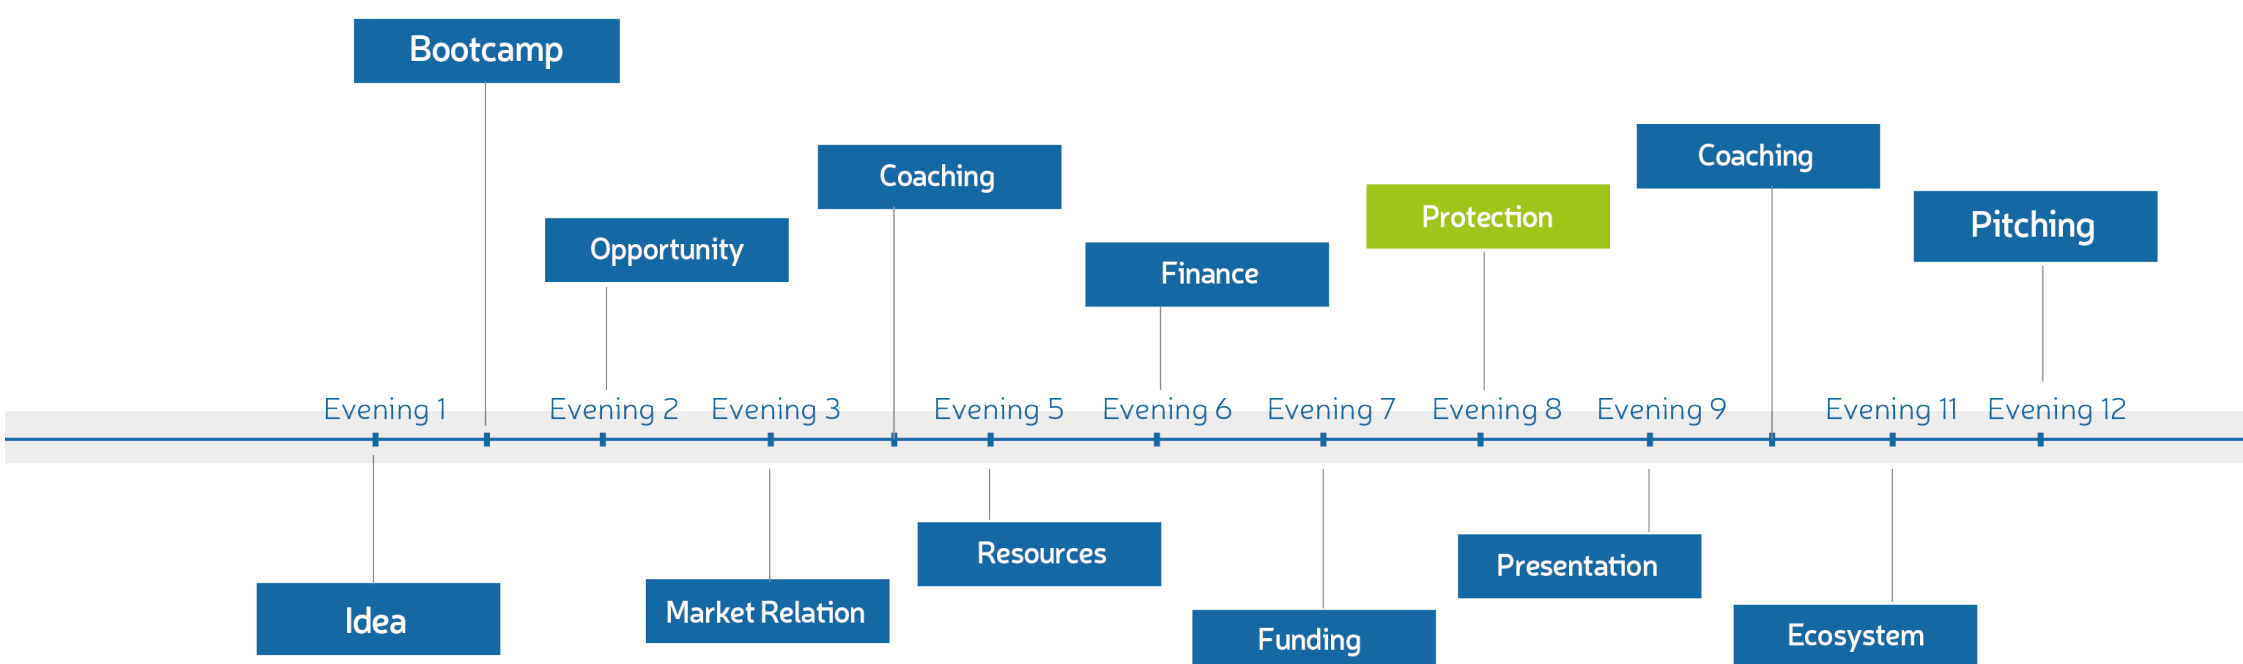 Bootcamp
Coaching
Coaching
Protection
Pitching
Opportunity
Finance
Evening 1
Evening 2
Evening 3
Evening 5
Evening 6
Evening 7
Evening 8
Evening 9
Evening 11
Evening 12
Resources
Presentation
Idea
Market Relation
Funding
Ecosystem